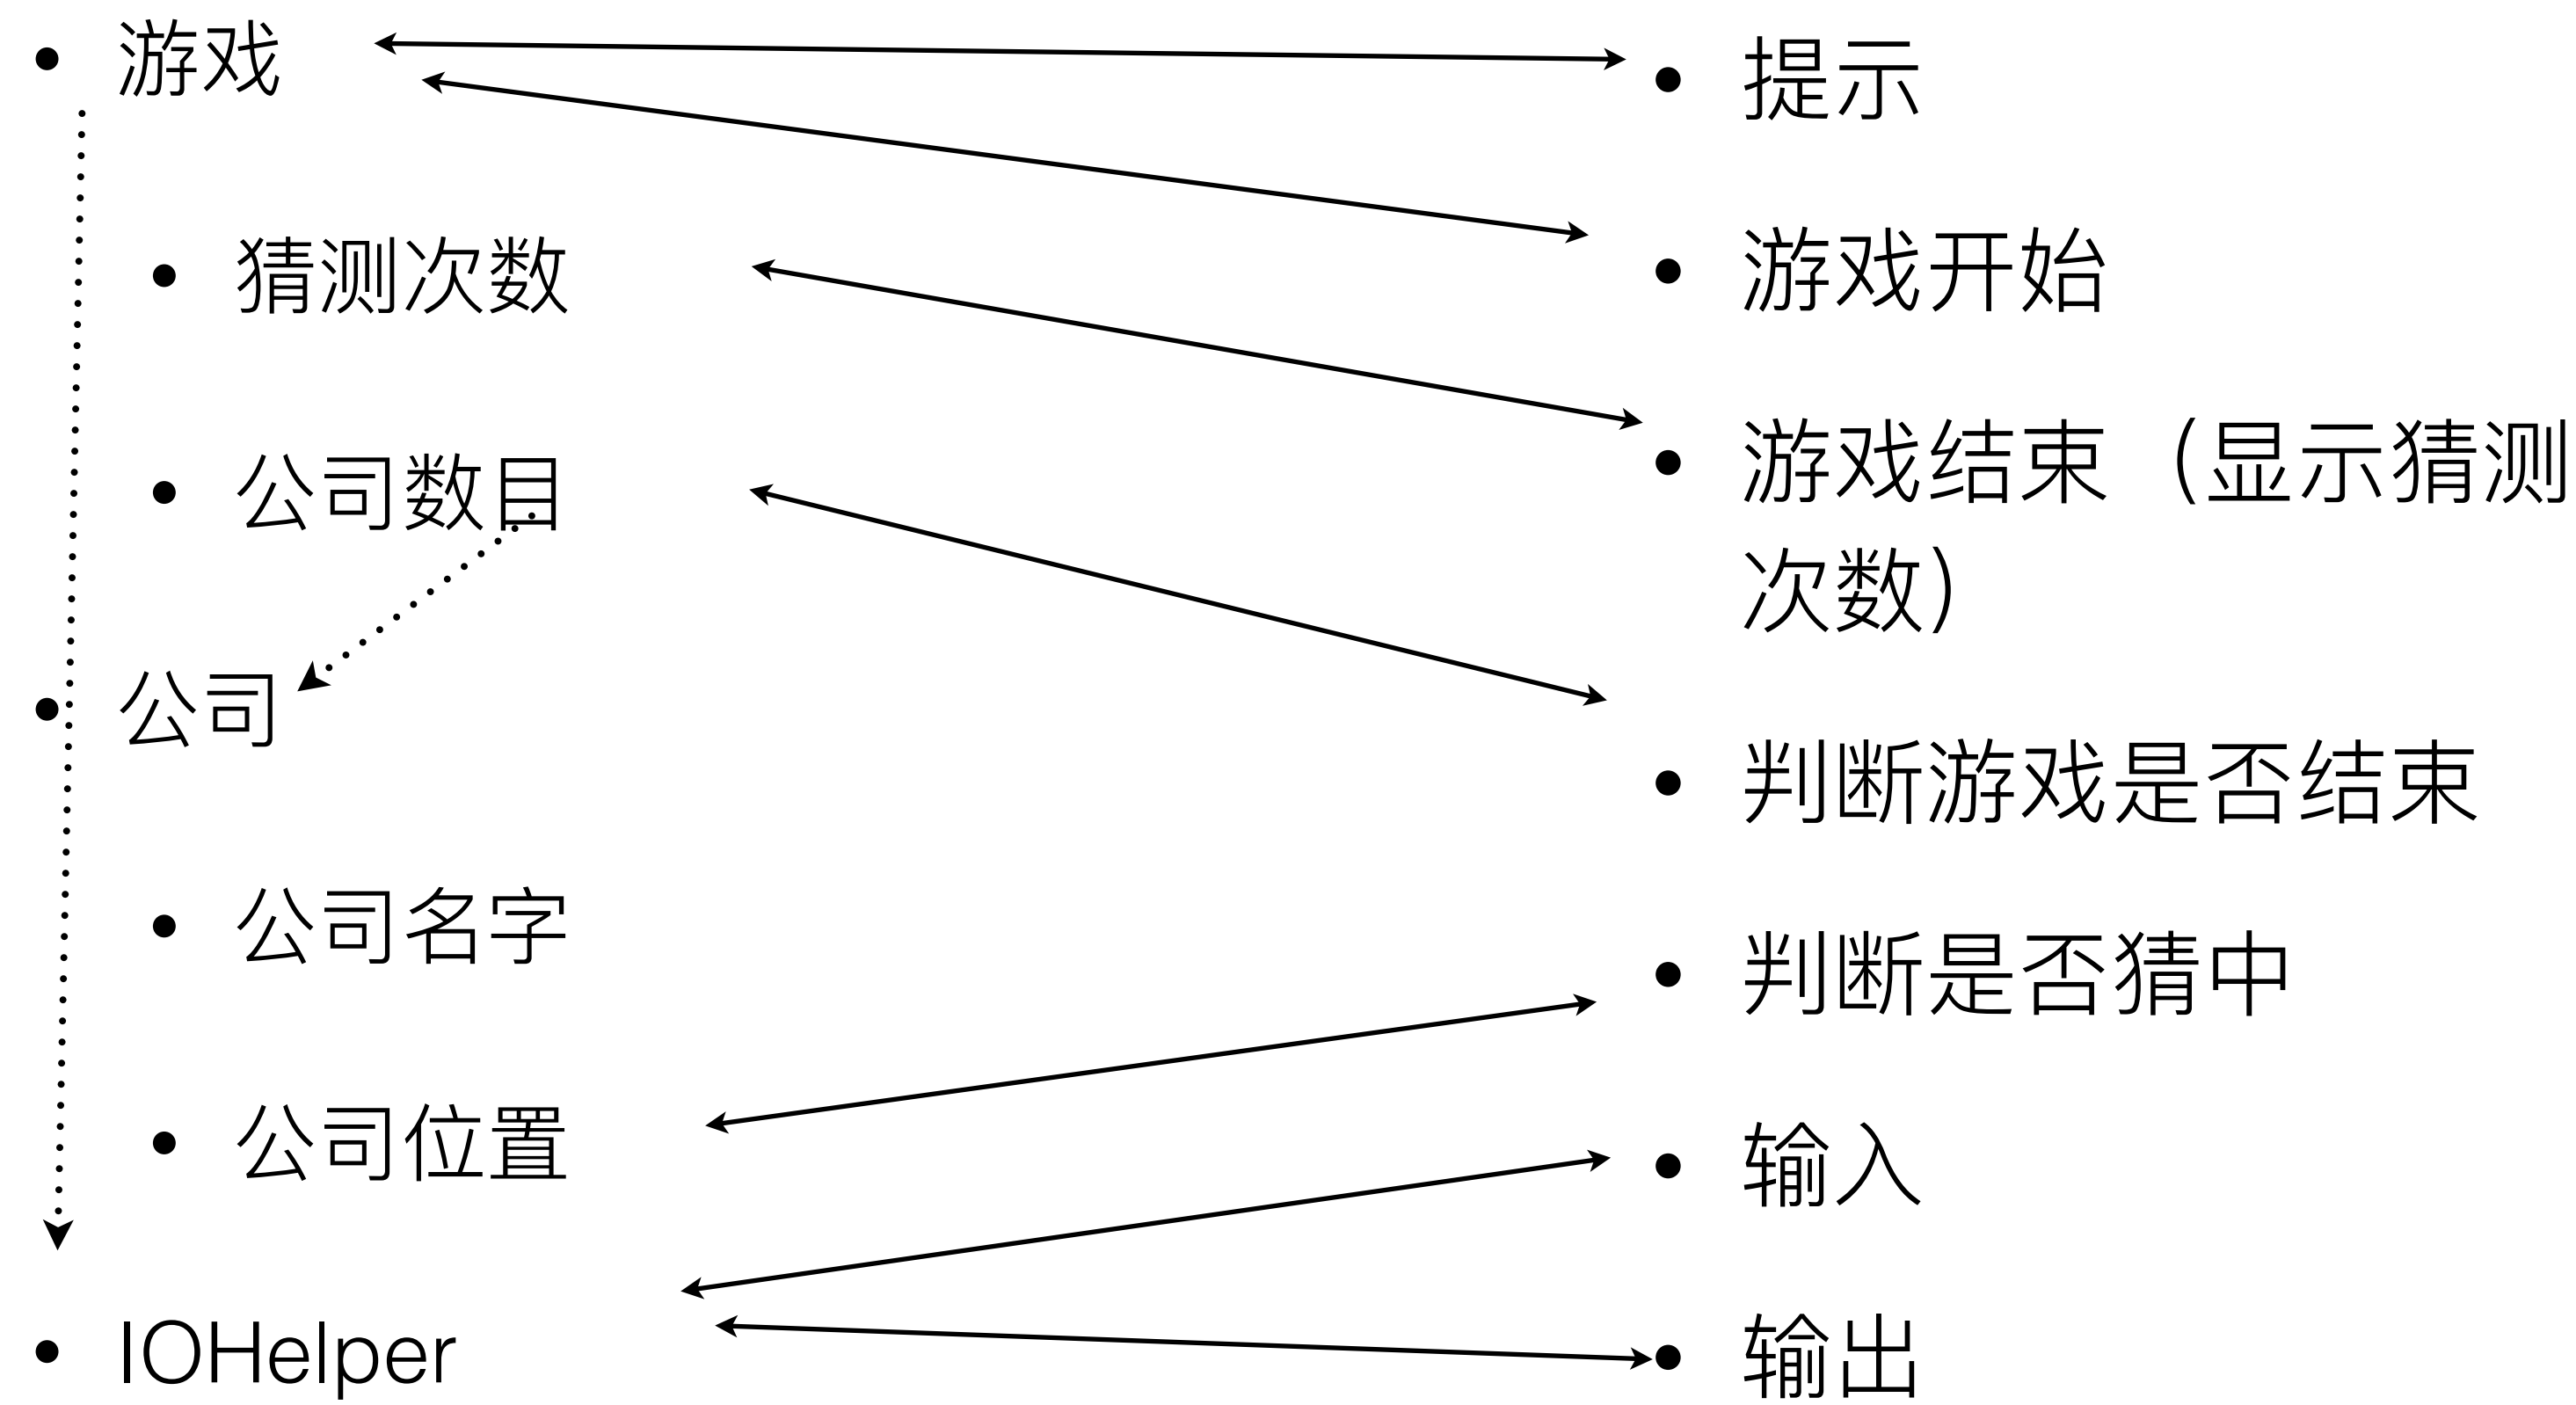 游戏
猜测次数
公司数目
公司
公司名字
公司位置
IOHelper
提示
游戏开始
游戏结束（显示猜测
次数）
判断游戏是否结束
判断是否猜中
输入
输出